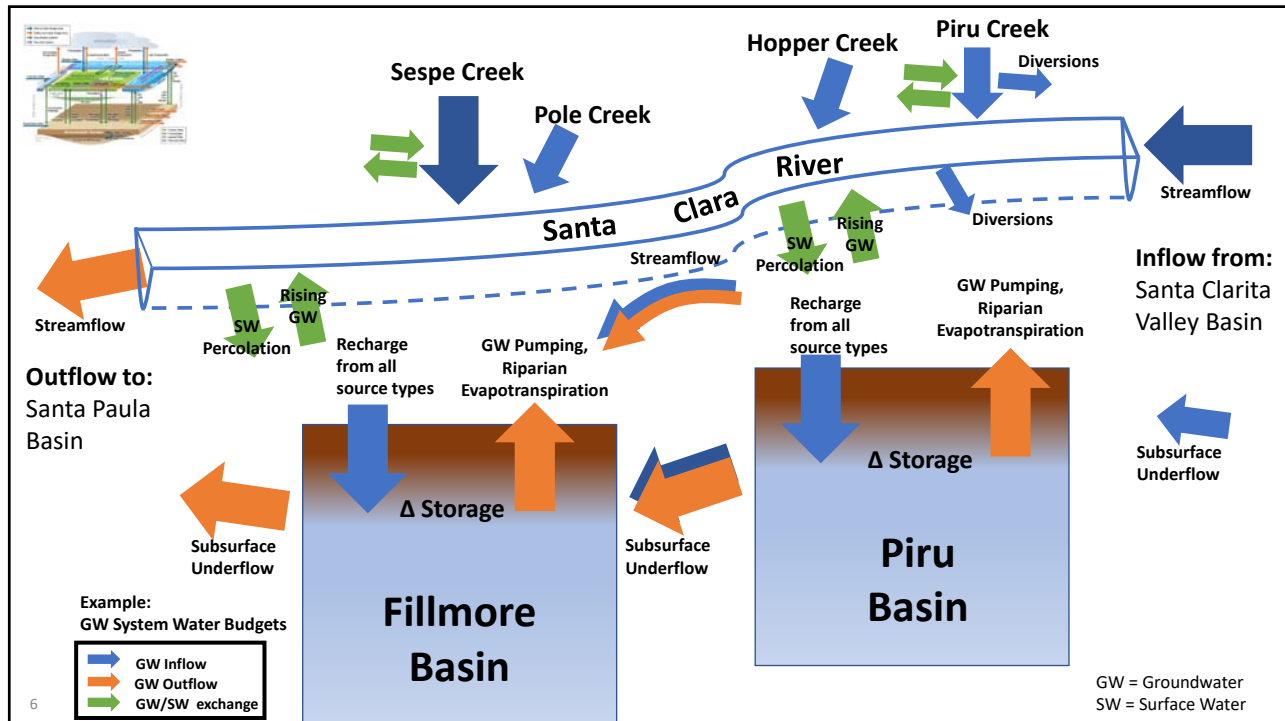 Sespe Creek
Pole Creek
Hopper Creek
Piru Creek
Diversions
Santa Clara River
Streamflow
Diversions
SW
Percolation
Rising
GW
Streamflow
Inflow from:
Santa Clarita
Valley Basin
Streamflow
SW
Percolation
Rising
GW
Outflow to:
Santa Paula
Basin
Recharge
from all
source types
GW Pumping,
Riparian
Evapotranspiration
Recharge
from all
source types
GW Pumping,
Riparian
Evapotranspiration
Subsurface
Underflow
Δ Storage
Piru
Basin
Subsurface
Underflow
Δ Storage
Fillmore
Basin
Subsurface
Underflow
Example:
GW System Water Budgets
GW Inflow
GW Outflow
GW/SW exchange
6
GW = Groundwater
SW = Surface Water